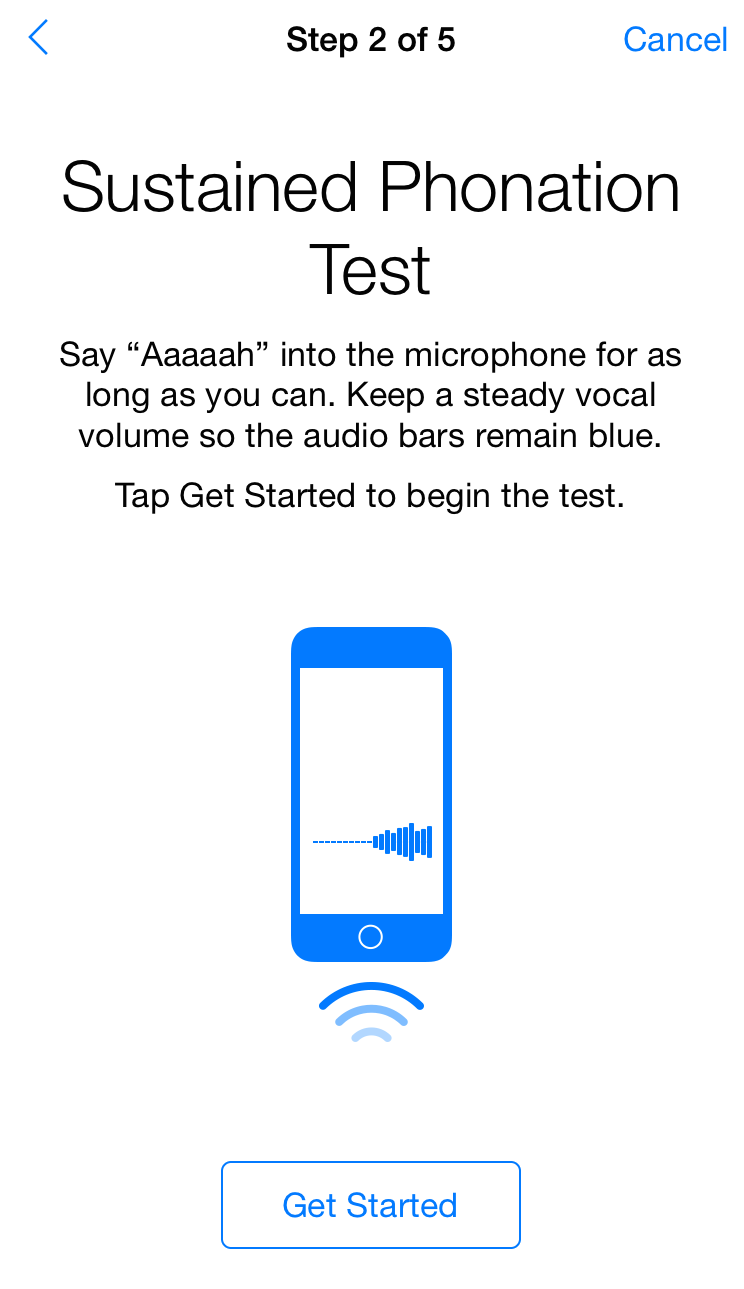 Step 2 of 5
Cancel
Sustained Phonation
Test
Say “Aaaaah” into the microphone for as
long as you can. Keep a steady vocal
volume so the audio bars remain blue.
Tap Get Started to begin the test.
Get Started